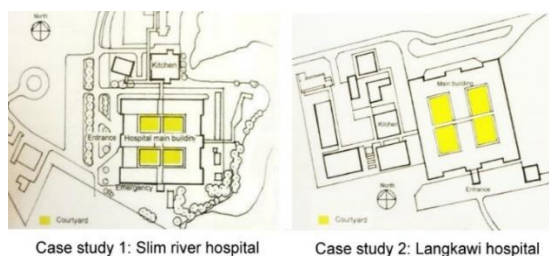 North
Kitchen
Entrance
Hospital main buildin
Emergency
Courtyard
Case study 1: Slim river hospital
Main building
Kitchen
North
Entrance
Courtyard
Case study 2: Langkawi hospital